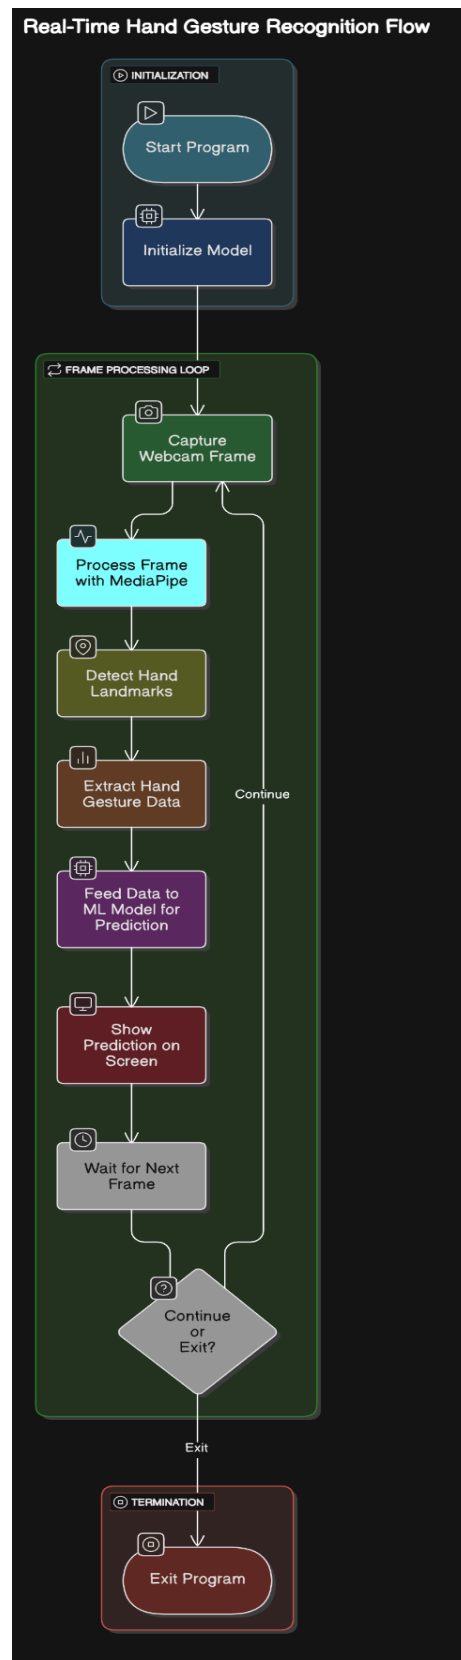 Real-Time Hand Gesture Recognition Flow
INITIALIZATION
Start Program
Initialize Model
FRAME PROCESSING LOOP
Capture
Webcam Frame
Process Frame
with MediaPipe
Detect Hand
Landmarks
Extract Hand
Gesture Data
Continue
Feed Data to
ML Model for
Prediction
Show
Prediction on
Screen
Wait for Next
Frame
Continue
or
Exit?
Exit
TERMINATION
Exit Program